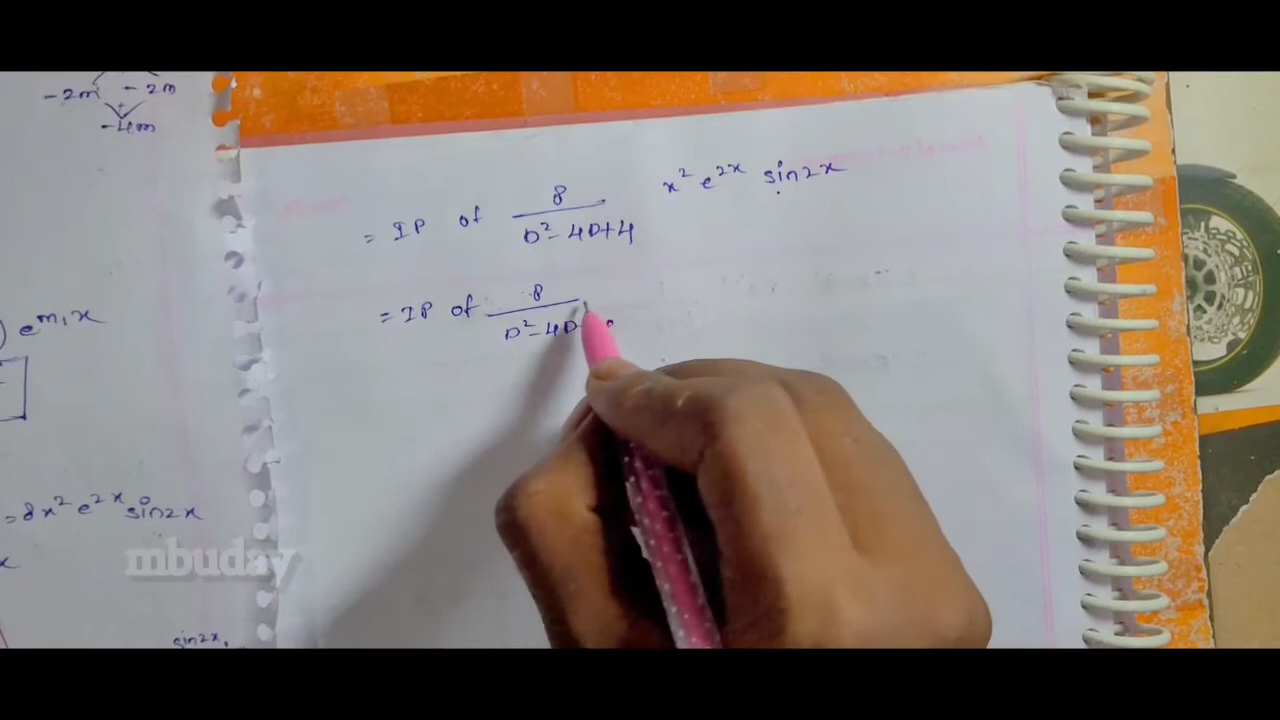 -2m -2m
+
-4m
= IP of 8/(D² - 4D+4) x² e^2x sin2x
= IP of 8/(D² - 4D
) e^m₁x
= 8x² e^2x sin2x
x
mbuday
sin2x,